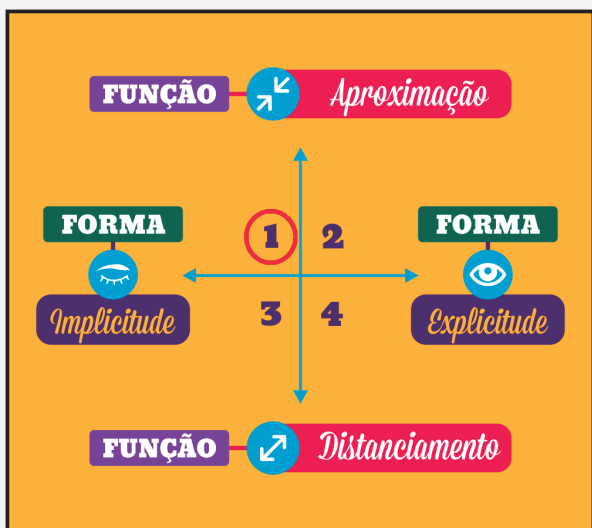 FUNÇÃO Aproximação
FORMA FORMA
1 2
Implicitude Explicitude
3 4
FUNÇÃO Distanciamento